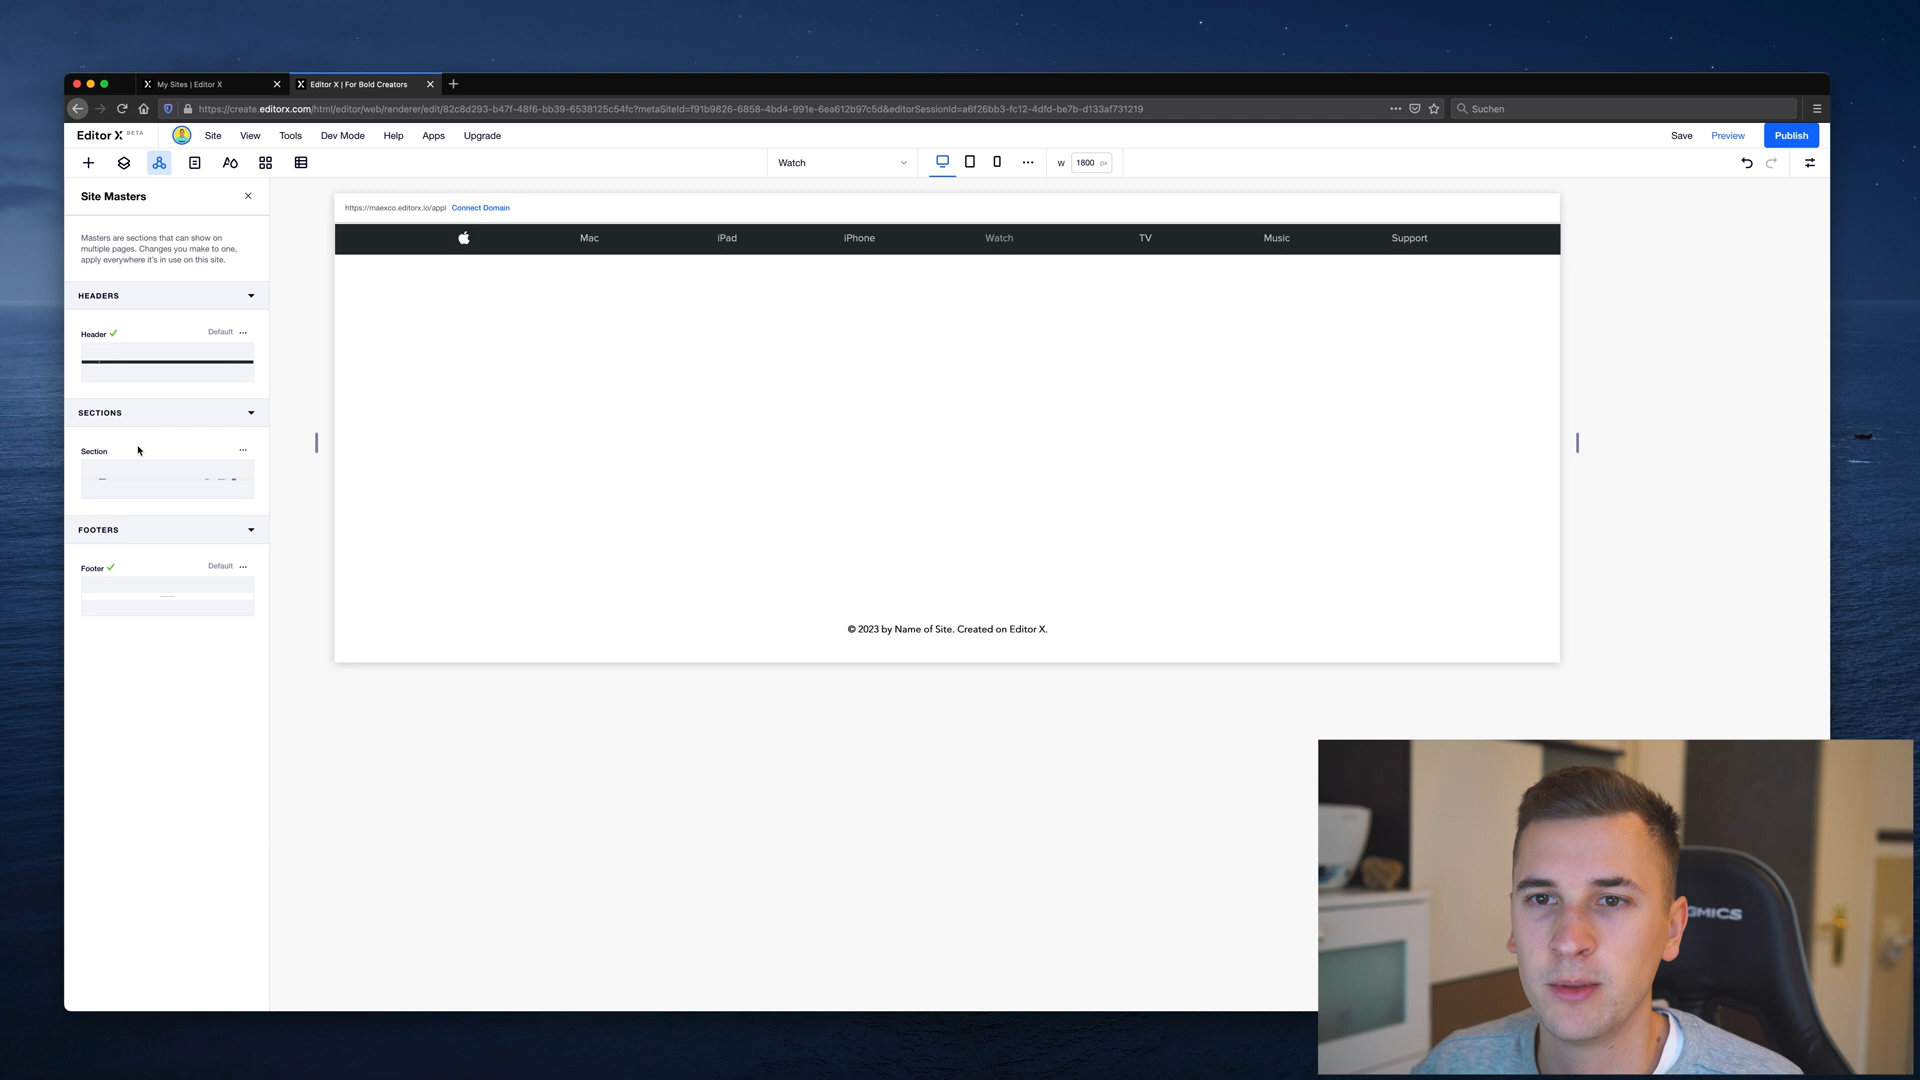 My Sites | Editor X
Editor X | For Bold Creators
https://create.editorx.com/html/editor/web/renderer/edit/82c8d293-b47f-48f6-bb39-6538125c54fc?metaSiteId=f91b9826-6858-4bd4-991e-6ea612b97c5d&editorSessionId=a6f26bb3-fc12-4dfd-be7b-d133af731219
Suchen
Editor X BETA
Site
View
Tools
Dev Mode
Help
Apps
Upgrade
Save
Preview
Publish
Watch
W 1800 px
Site Masters
https://maexco.editorx.io/appl Connect Domain
Masters are sections that can show on
multiple pages. Changes you make to one,
apply everywhere it's in use on this site.
Mac
iPad
iPhone
Watch
TV
Music
Support
HEADERS
Header
Default
SECTIONS
Section
FOOTERS
Footer
Default
© 2023 by Name of Site. Created on Editor X.